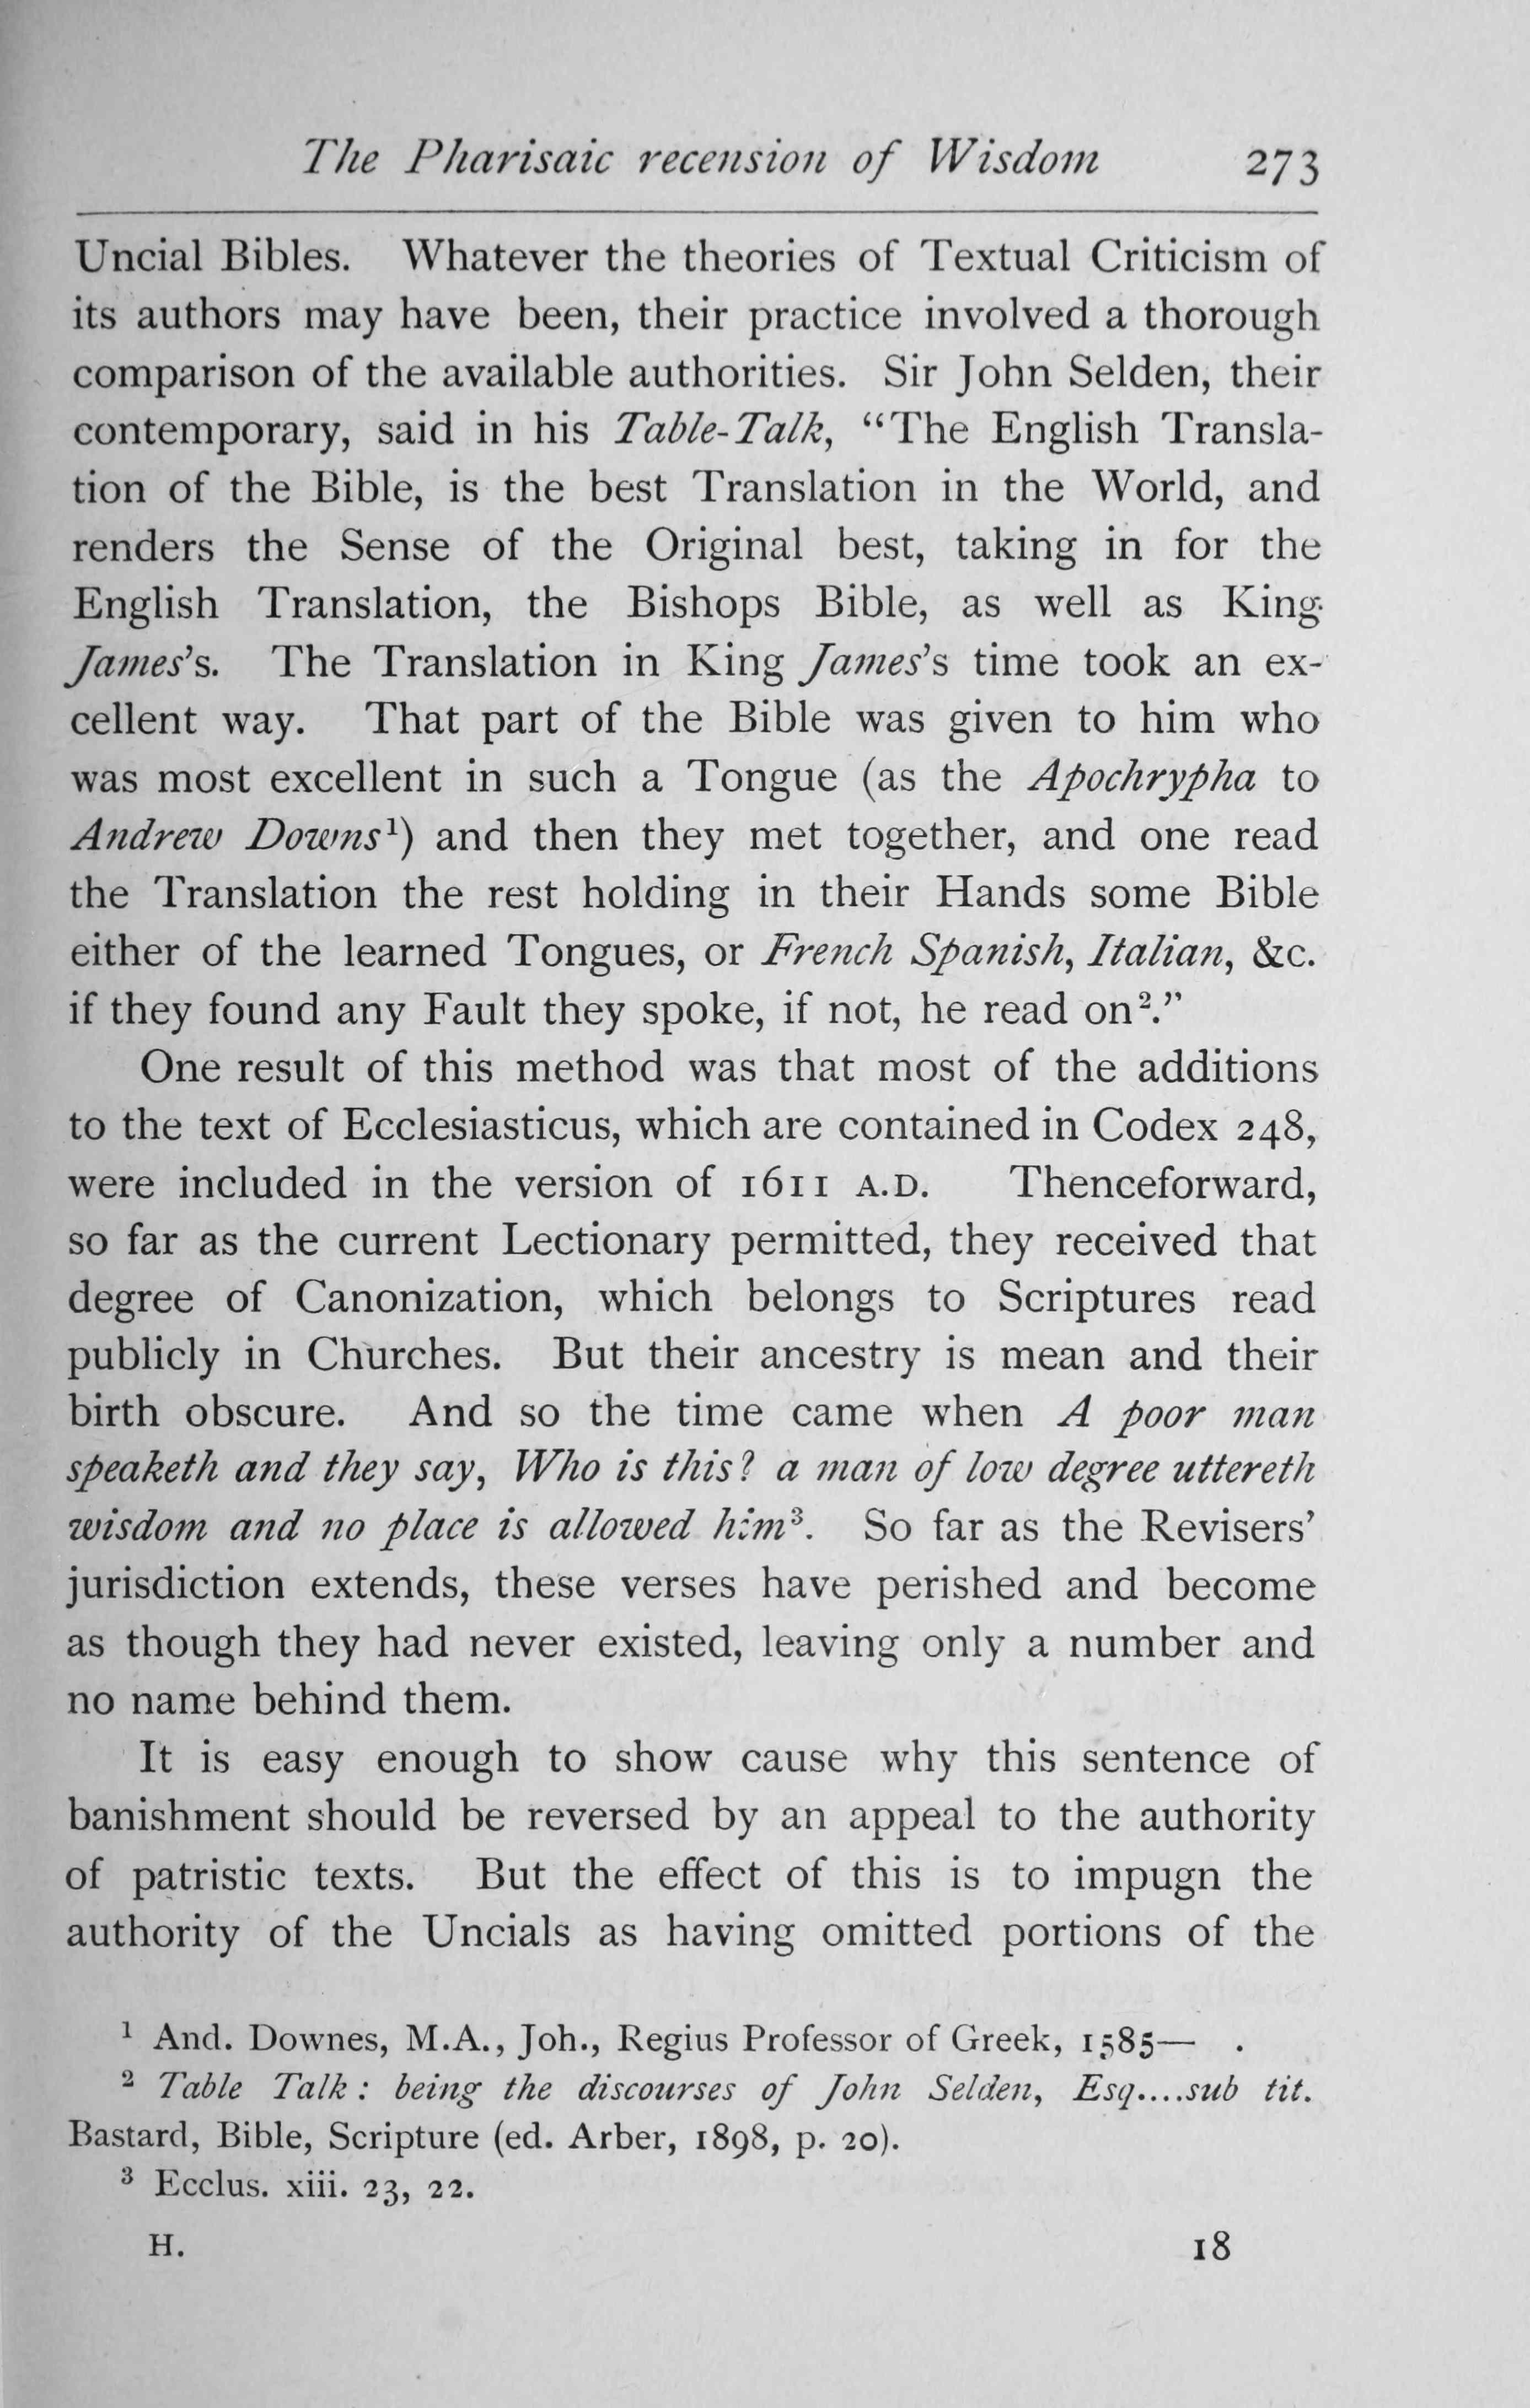 The Pharisaic recension of Wisdom 273
Uncial Bibles. Whatever the theories of Textual Criticism of
its authors may have been, their practice involved a thorough
comparison of the available authorities. Sir John Selden, their
contemporary, said in his Table-Talk, “The English Transla-
tion of the Bible, is the best Translation in the World, and
renders the Sense of the Original best, taking in for the
English Translation, the Bishops Bible, as well as King
James’s. The Translation in King James’s time took an ex-
cellent way. That part of the Bible was given to him who
was most excellent in such a Tongue (as the Apochrypha to
Andrew Downs¹) and then they met together, and one read
the Translation the rest holding in their Hands some Bible
either of the learned Tongues, or French Spanish, Italian, &c.
if they found any Fault they spoke, if not, he read on².”
One result of this method was that most of the additions
to the text of Ecclesiasticus, which are contained in Codex 248,
were included in the version of 1611 A.D. Thenceforward,
so far as the current Lectionary permitted, they received that
degree of Canonization, which belongs to Scriptures read
publicly in Churches. But their ancestry is mean and their
birth obscure. And so the time came when A poor man
speaketh and they say, Who is this? a man of low degree uttereth
wisdom and no place is allowed him³. So far as the Revisers’
jurisdiction extends, these verses have perished and become
as though they had never existed, leaving only a number and
no name behind them.
It is easy enough to show cause why this sentence of
banishment should be reversed by an appeal to the authority
of patristic texts. But the effect of this is to impugn the
authority of the Uncials as having omitted portions of the
¹ And. Downes, M.A., Joh., Regius Professor of Greek, 1585— .
² Table Talk: being the discourses of John Selden, Esq....sub tit.
Bastard, Bible, Scripture (ed. Arber, 1898, p. 20).
³ Ecclus. xiii. 23, 22.
H. 18